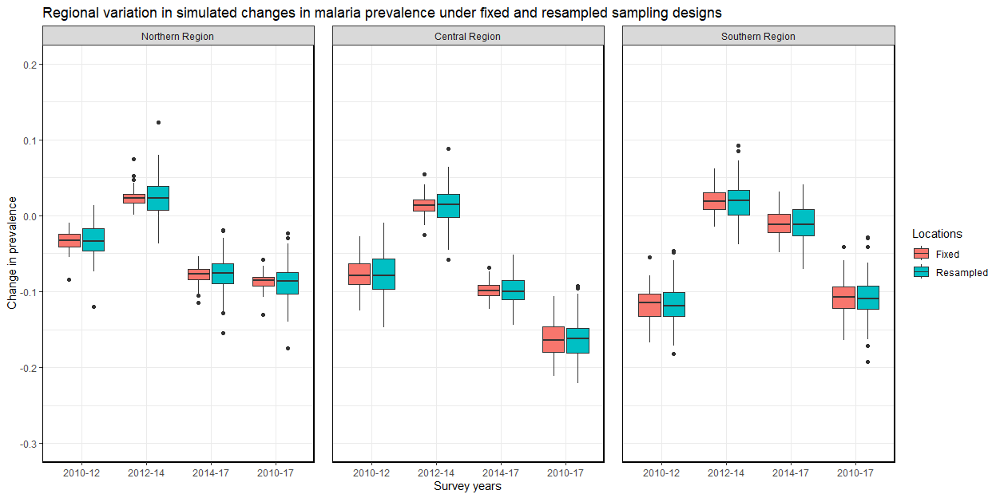 Regional variation in simulated changes in malaria prevalence under fixed and resampled sampling designs
Northern Region
Central Region
Southern Region
Change in prevalence
0.2
0.1
0.0
-0.1
-0.2
-0.3
2010-12 2012-14 2014-17 2010-17
2010-12 2012-14 2014-17 2010-17
2010-12 2012-14 2014-17 2010-17
Survey years
Locations
Fixed
Resampled